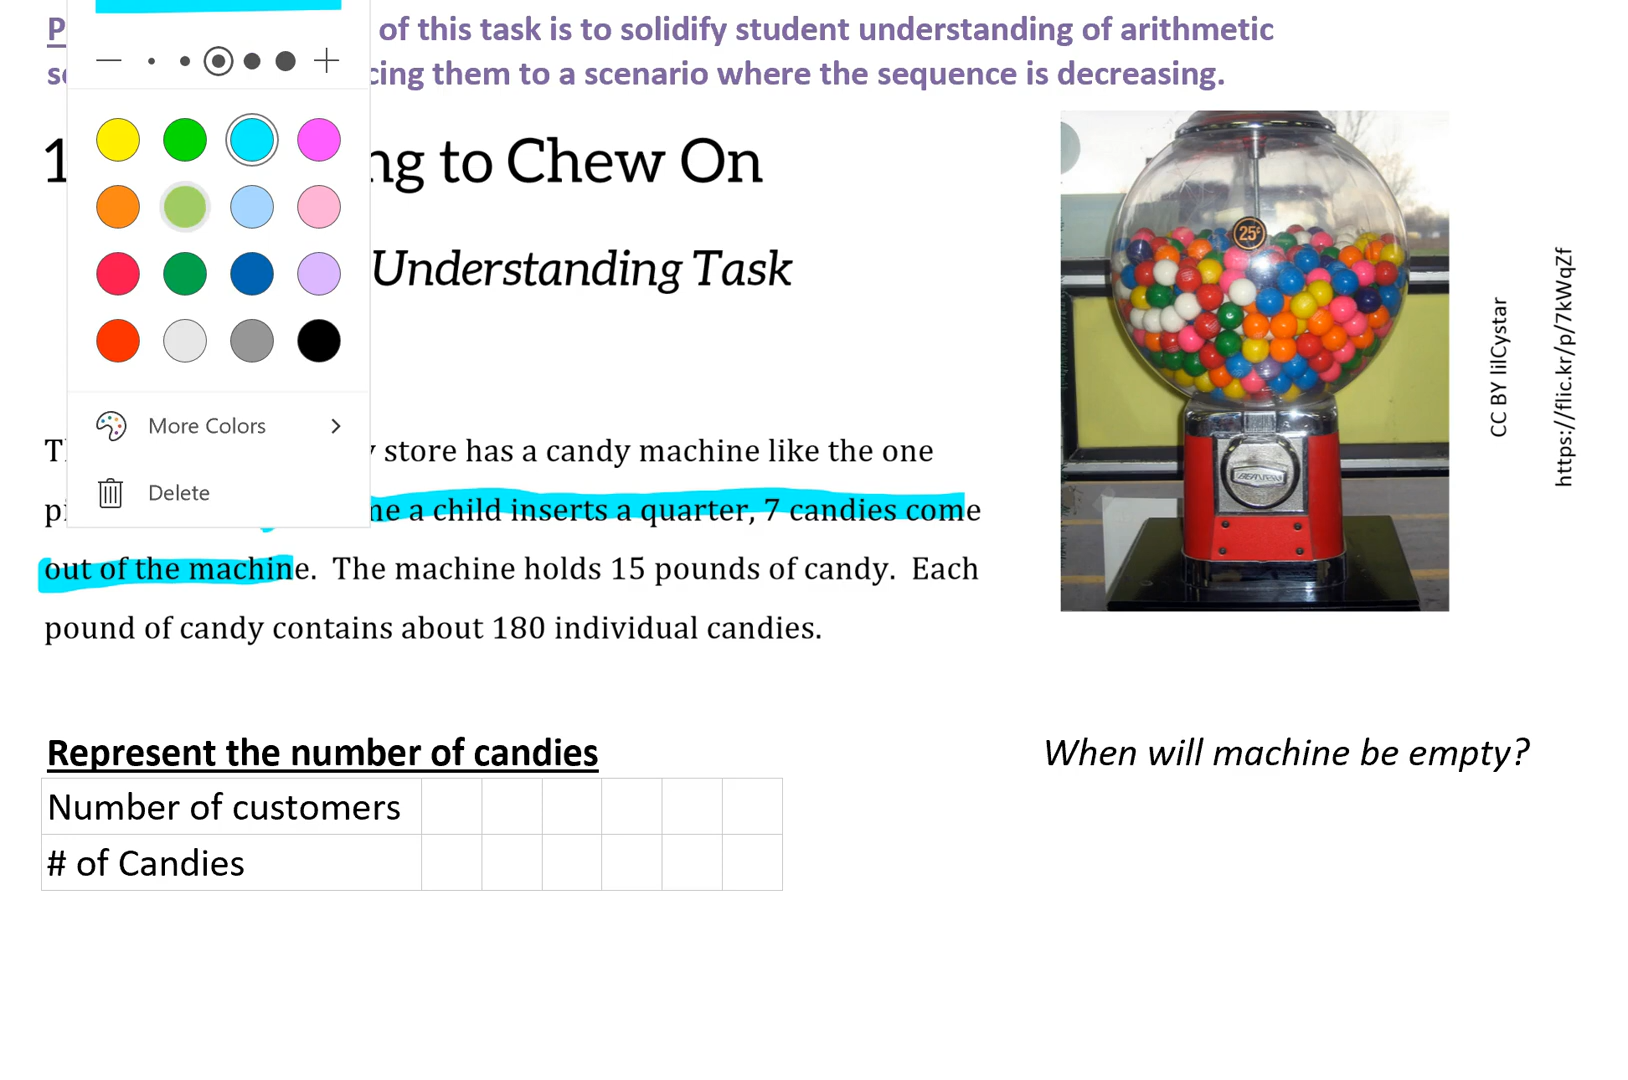 of this task is to solidify student understanding of arithmetic
cing them to a scenario where the sequence is decreasing.
ng to Chew On
Understanding Task
More Colors
Delete
store has a candy machine like the one
me a child inserts a quarter, 7 candies come
out of the machine. The machine holds 15 pounds of candy. Each
pound of candy contains about 180 individual candies.
25¢
CC BY lilCystar
https://flic.kr/p/7kWqZf
Represent the number of candies
When will machine be empty?
Number of customers
# of Candies